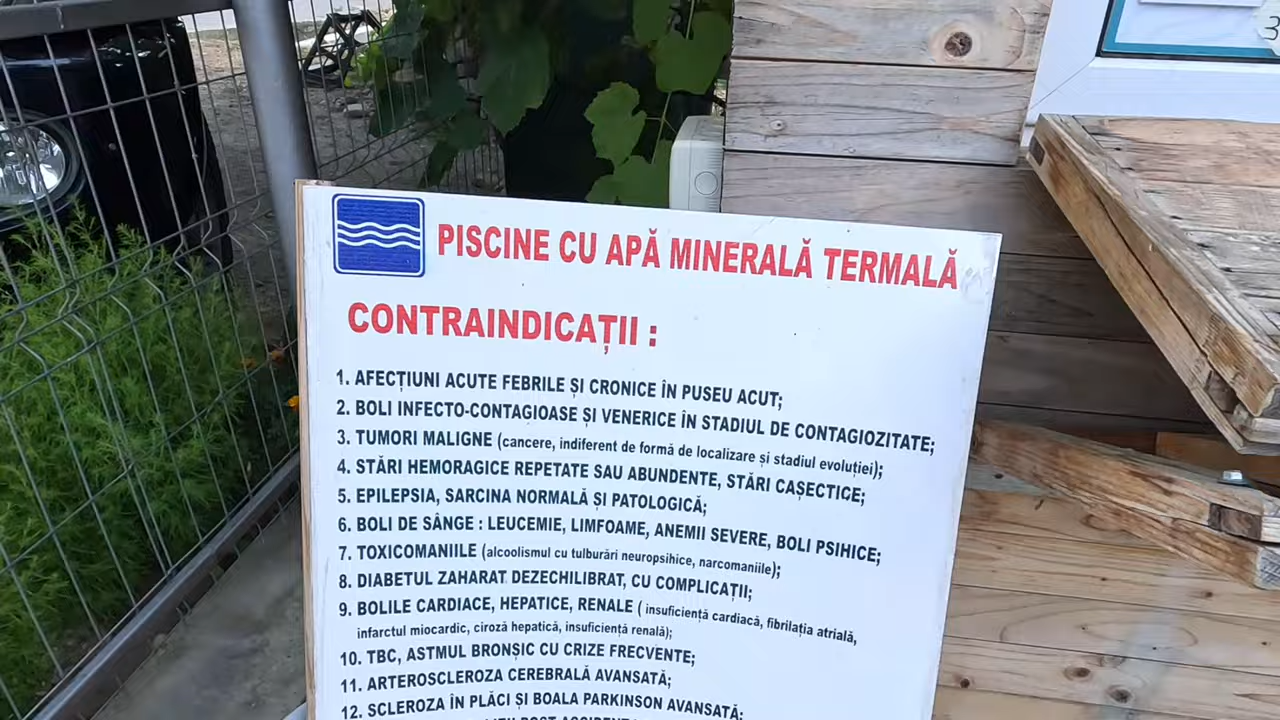 PISCINE CU APĂ MINERALĂ TERMALĂ
CONTRAINDICAȚII :
1. AFECȚIUNI ACUTE FEBRILE ȘI CRONICE ÎN PUSEU ACUT;
2. BOLI INFECTO-CONTAGIOASE ȘI VENERICE ÎN STADIUL DE CONTAGIOZITATE;
3. TUMORI MALIGNE (cancere, indiferent de formă de localizare și stadiul evoluției);
4. STĂRI HEMORAGICE REPETATE SAU ABUNDENTE, STĂRI CAȘECTICE;
5. EPILEPSIA, SARCINA NORMALĂ ȘI PATOLOGICĂ;
6. BOLI DE SÂNGE : LEUCEMIE, LIMFOAME, ANEMII SEVERE, BOLI PSIHICE;
7. TOXICOMANIILE (alcoolismul cu tulburări neuropsihice, narcomaniile);
8. DIABETUL ZAHARAT DEZECHILIBRAT, CU COMPLICAȚII;
9. BOLILE CARDIACE, HEPATICE, RENALE ( insuficiență cardiacă, fibrilația atrială,
infarctul miocardic, ciroză hepatică, insuficiență renală);
10. TBC, ASTMUL BRONȘIC CU CRIZE FRECVENTE;
11. ARTEROSCLEROZA CEREBRALĂ AVANSATĂ;
12. SCLEROZA ÎN PLĂCI ȘI BOALA PARKINSON AVANSATĂ;
POST ACCIDENT
3